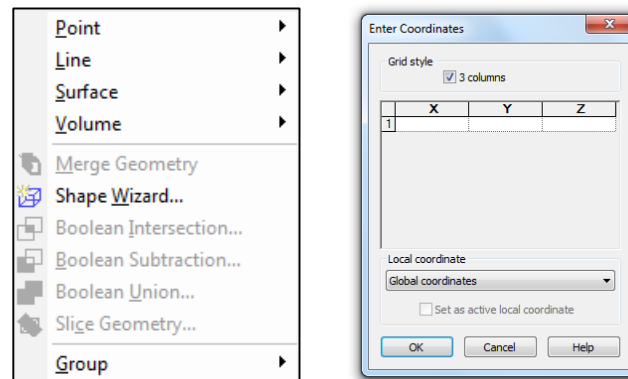 Point
Line
Surface
Volume
Merge Geometry
Shape Wizard...
Boolean Intersection...
Boolean Subtraction...
Boolean Union...
Slice Geometry...
Group
Enter Coordinates
Grid style
3 columns
X Y Z
1
Local coordinate
Global coordinates
Set as active local coordinate
OK Cancel Help